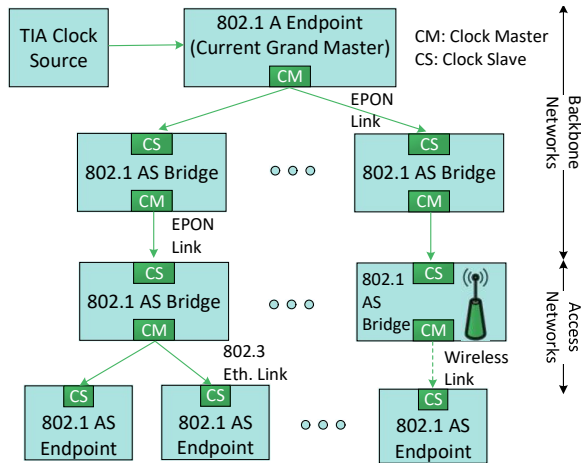 TIA Clock
Source
802.1 A Endpoint
(Current Grand Master)
CM
CM: Clock Master
CS: Clock Slave
Backbone
Networks
EPON
Link
CS
802.1 AS Bridge
CM
CS
802.1 AS Bridge
CM
EPON
Link
CS
802.1 AS Bridge
CM
CS
802.1
AS
Bridge
CM
Access
Networks
802.3
Eth. Link
Wireless
Link
CS
802.1 AS
Endpoint
CS
802.1 AS
Endpoint
CS
802.1 AS
Endpoint